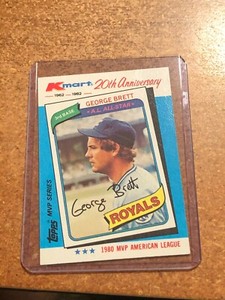 Kmart 20th Anniversary
1962 1982
GEORGE BRETT
3rd BASE
A.L. ALL-STAR
George Brett
ROYALS
Topps MVP SERIES
1980 MVP AMERICAN LEAGUE